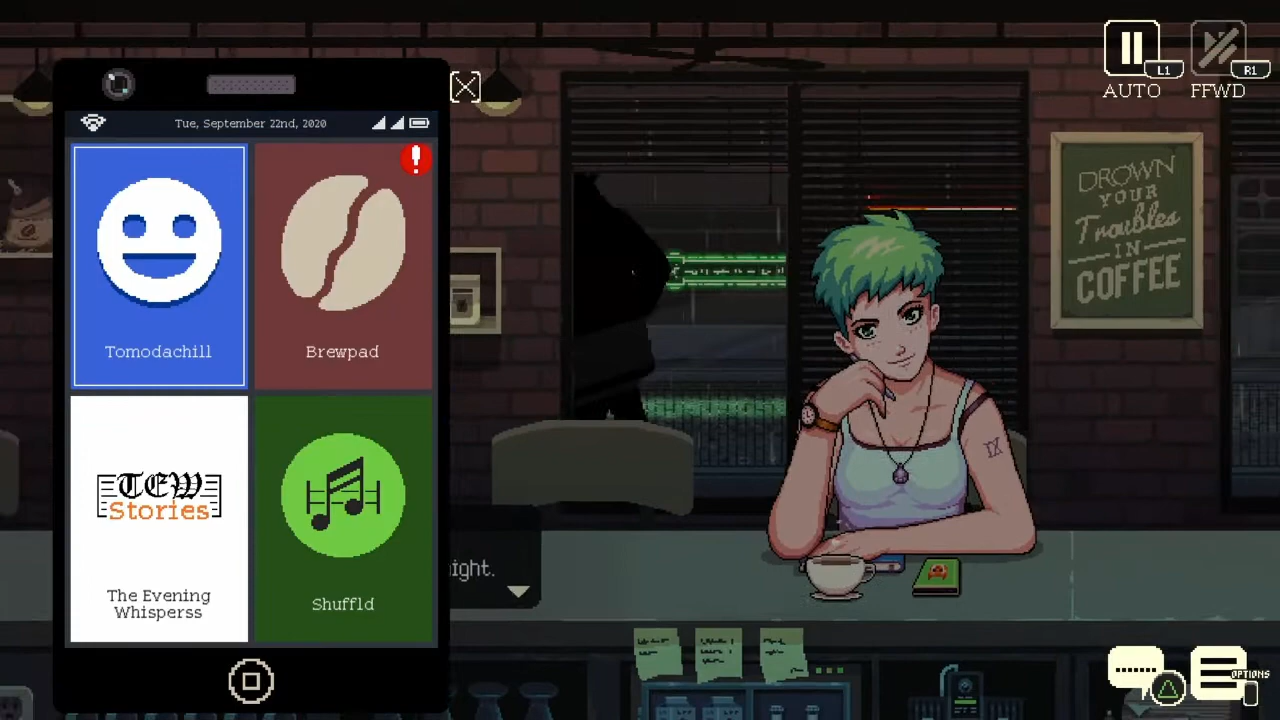 AUTO
L1
FFWD
R1
Tue, September 22nd, 2020
Tomodachill
Brewpad
TEW
Stories
The Evening
Whisperss
Shuffld
ight.
DROWN
YOUR
Troubles
IN
COFFEE
IX
OPTIONS